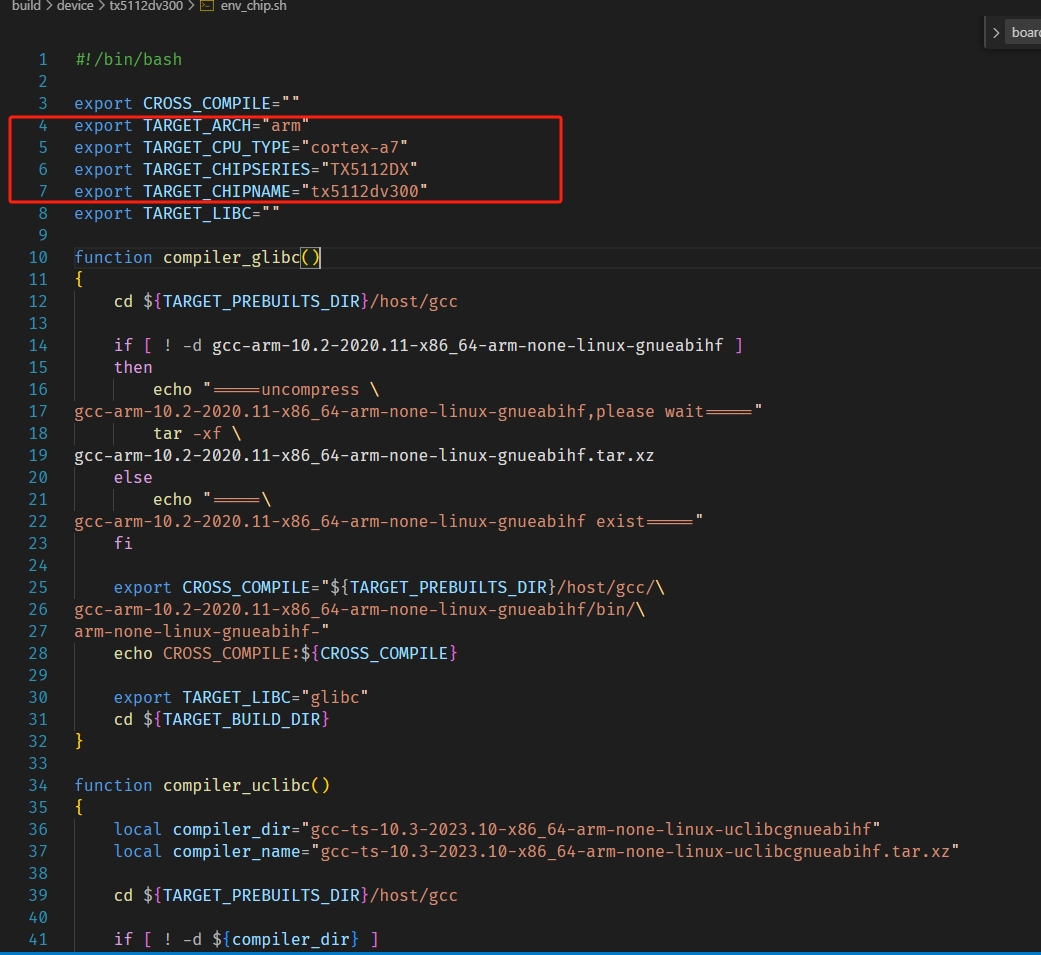 build > device > tx5112dv300 > env_chip.sh
> board
1 #!/bin/bash
2
3 export CROSS_COMPILE=""
4 export TARGET_ARCH="arm"
5 export TARGET_CPU_TYPE="cortex-a7"
6 export TARGET_CHIPSERIES="TX5112DX"
7 export TARGET_CHIPNAME="tx5112dv300"
8 export TARGET_LIBC=""
9
10 function compiler_glibc()
11 {
12     cd ${TARGET_PREBUILTS_DIR}/host/gcc
13
14     if [ ! -d gcc-arm-10.2-2020.11-x86_64-arm-none-linux-gnueabihf ]
15     then
16         echo "=====uncompress \
17 gcc-arm-10.2-2020.11-x86_64-arm-none-linux-gnueabihf,please wait====="
18         tar -xf \
19 gcc-arm-10.2-2020.11-x86_64-arm-none-linux-gnueabihf.tar.xz
20     else
21         echo "=====\
22 gcc-arm-10.2-2020.11-x86_64-arm-none-linux-gnueabihf exist====="
23     fi
24
25     export CROSS_COMPILE="${TARGET_PREBUILTS_DIR}/host/gcc/\
26 gcc-arm-10.2-2020.11-x86_64-arm-none-linux-gnueabihf/bin/\
27 arm-none-linux-gnueabihf-"
28     echo CROSS_COMPILE:${CROSS_COMPILE}
29
30     export TARGET_LIBC="glibc"
31     cd ${TARGET_BUILD_DIR}
32 }
33
34 function compiler_uclibc()
35 {
36     local compiler_dir="gcc-ts-10.3-2023.10-x86_64-arm-none-linux-uclibcgnueabihf"
37     local compiler_name="gcc-ts-10.3-2023.10-x86_64-arm-none-linux-uclibcgnueabihf.tar.xz"
38
39     cd ${TARGET_PREBUILTS_DIR}/host/gcc
40
41     if [ ! -d ${compiler_dir} ]